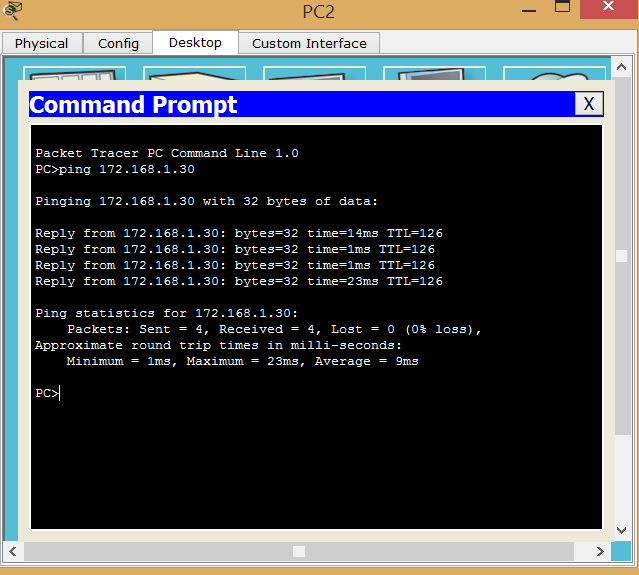 PC2
Physical Config Desktop Custom Interface
Command Prompt X
Packet Tracer PC Command Line 1.0
PC>ping 172.168.1.30
Pinging 172.168.1.30 with 32 bytes of data:
Reply from 172.168.1.30: bytes=32 time=14ms TTL=126
Reply from 172.168.1.30: bytes=32 time=1ms TTL=126
Reply from 172.168.1.30: bytes=32 time=1ms TTL=126
Reply from 172.168.1.30: bytes=32 time=23ms TTL=126
Ping statistics for 172.168.1.30:
Packets: Sent = 4, Received = 4, Lost = 0 (0% loss),
Approximate round trip times in milli-seconds:
Minimum = 1ms, Maximum = 23ms, Average = 9ms
PC>